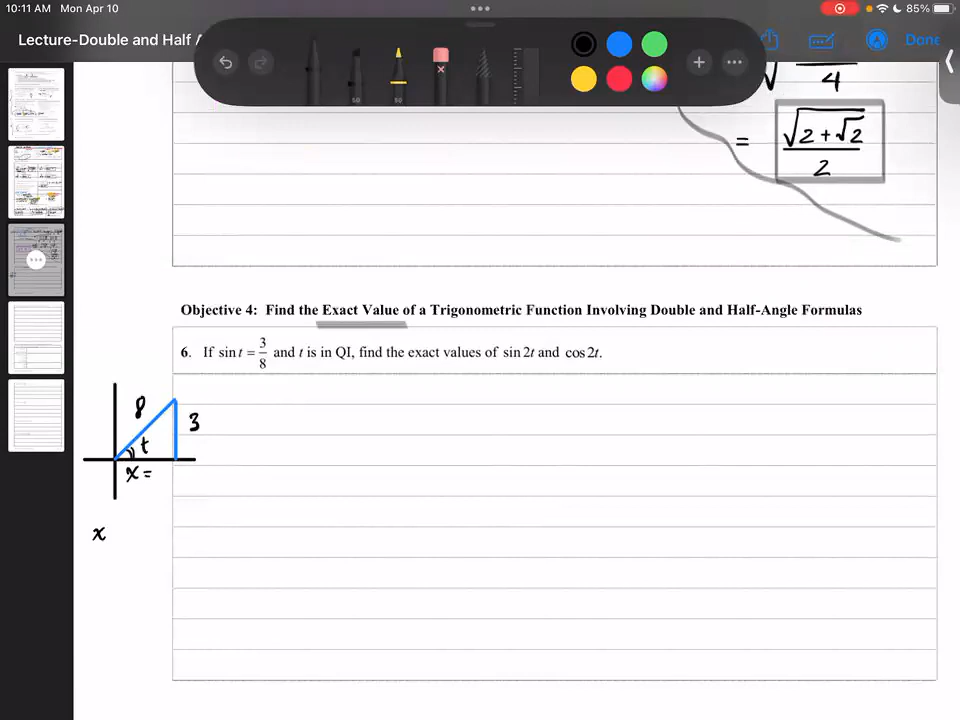 10:11 AM Mon Apr 10
85%
Lecture-Double and Half A
Done
50
50
4
= √2 + √2
2
Objective 4: Find the Exact Value of a Trigonometric Function Involving Double and Half-Angle Formulas
6. If sin t = 3/8 and t is in QI, find the exact values of sin 2t and cos 2t.
8
3
t
x =
x